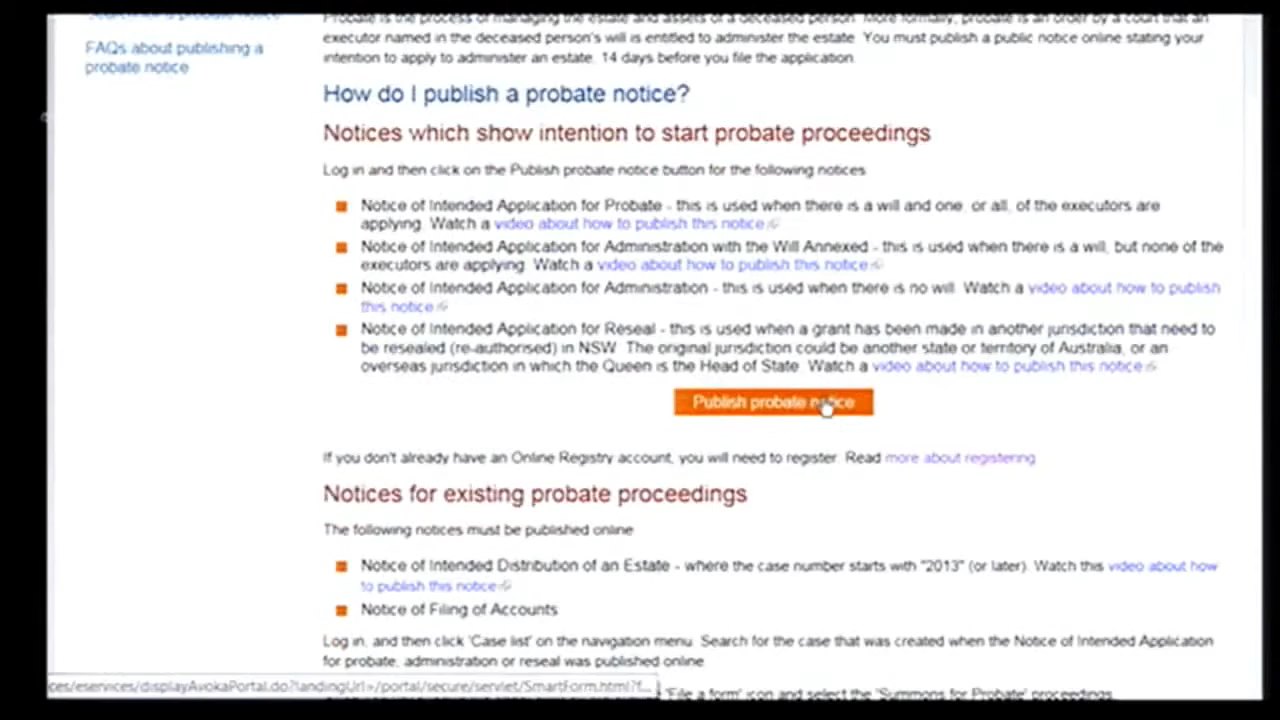 FAQs about publishing a
probate notice
Probate is the process of managing the estate and assets of a deceased person. More formally, probate is an order by a court that an
executor named in the deceased person's will is entitled to administer the estate. You must publish a public notice online stating your
intention to apply to administer an estate, 14 days before you file the application.
How do I publish a probate notice?
Notices which show intention to start probate proceedings
Log in and then click on the Publish probate notice button for the following notices
Notice of Intended Application for Probate - this is used when there is a will and one, or all, of the executors are
applying. Watch a video about how to publish this notice
Notice of Intended Application for Administration with the Will Annexed - this is used when there is a will, but none of the
executors are applying. Watch a video about how to publish this notice
Notice of Intended Application for Administration - this is used when there is no will. Watch a video about how to publish
this notice
Notice of Intended Application for Reseal - this is used when a grant has been made in another jurisdiction that need to
be resealed (re-authorised) in NSW. The original jurisdiction could be another state or territory of Australia, or an
overseas jurisdiction in which the Queen is the Head of State. Watch a video about how to publish this notice
Publish probate notice
If you don't already have an Online Registry account, you will need to register. Read more about registering
Notices for existing probate proceedings
The following notices must be published online
Notice of Intended Distribution of an Estate - where the case number starts with "2013" (or later). Watch this video about how
to publish this notice
Notice of Filing of Accounts
Log in, and then click 'Case list' on the navigation menu. Search for the case that was created when the Notice of Intended Application
for probate, administration or reseal was published online
ces/eservices/displayAvokaPortal.do?landingUrl=/portal/secure/servlet/SmartForm.html?f...
'File a form' icon and select the 'Summons for Probate' proceedings